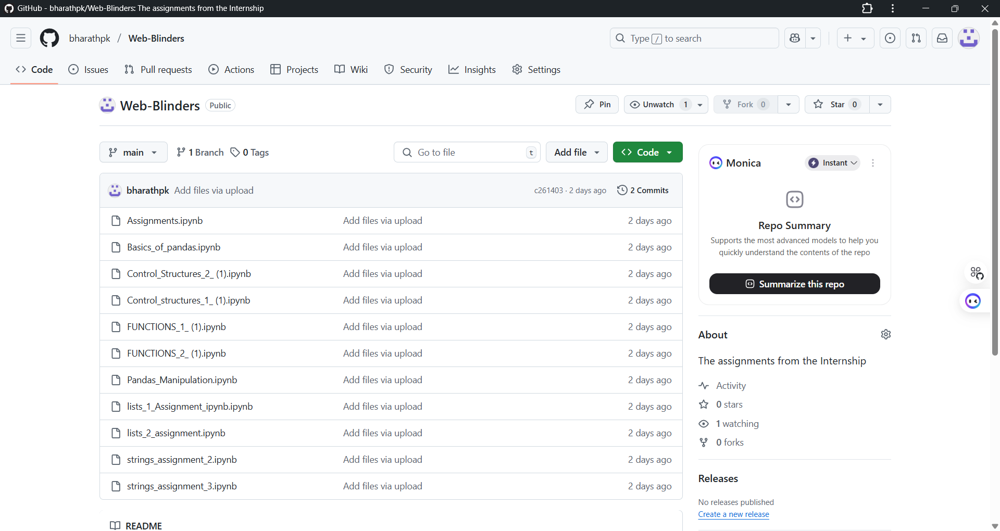 GitHub - bharathpk/Web-Blinders: The assignments from the Internship
bharathpk / Web-Blinders
Type / to search
Code Issues Pull requests Actions Projects Wiki Security Insights Settings
Web-Blinders Public
Pin Unwatch 1 Fork 0 Star 0
main 1 Branch 0 Tags
Go to file t Add file Code
bharathpk Add files via upload c261403 · 2 days ago 2 Commits
Assignments.ipynb Add files via upload 2 days ago
Basics_of_pandas.ipynb Add files via upload 2 days ago
Control_Structures_2_ (1).ipynb Add files via upload 2 days ago
Control_structures_1_ (1).ipynb Add files via upload 2 days ago
FUNCTIONS_1_ (1).ipynb Add files via upload 2 days ago
FUNCTIONS_2_ (1).ipynb Add files via upload 2 days ago
Pandas_Manipulation.ipynb Add files via upload 2 days ago
lists_1_Assignment_ipynb.ipynb Add files via upload 2 days ago
lists_2_assignment.ipynb Add files via upload 2 days ago
strings_assignment_2.ipynb Add files via upload 2 days ago
strings_assignment_3.ipynb Add files via upload 2 days ago
README
Monica Instant
Repo Summary
Supports the most advanced models to help you
quickly understand the contents of the repo
Summarize this repo
About
The assignments from the Internship
Activity
0 stars
1 watching
0 forks
Releases
No releases published
Create a new release